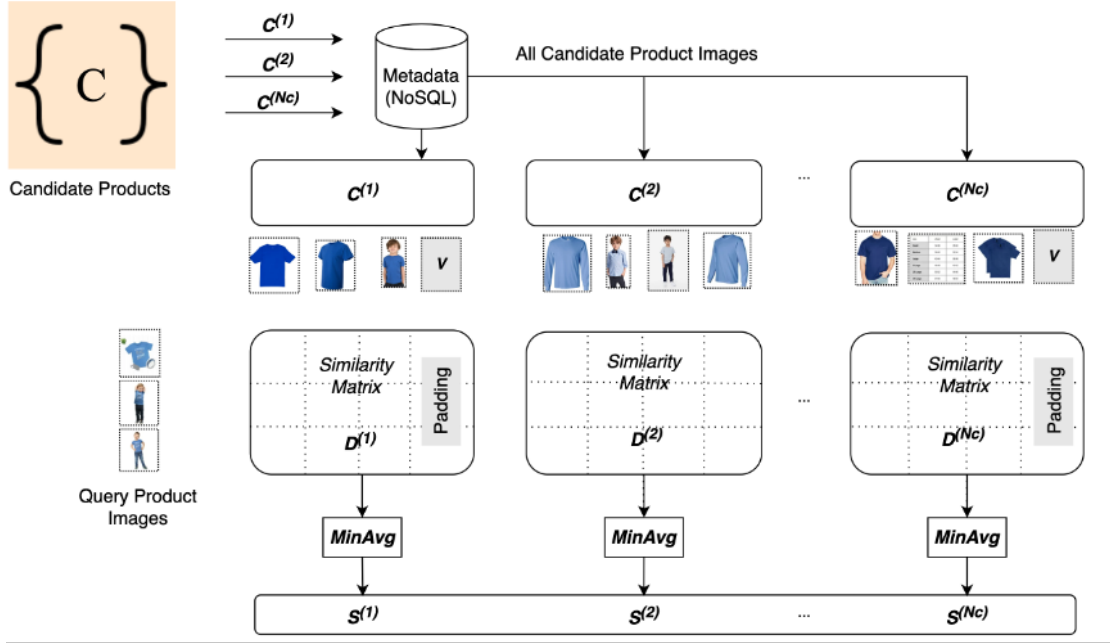 { C }
Candidate Products
C(1)
C(2)
C(Nc)
Metadata
(NoSQL)
All Candidate Product Images
C(1)
C(2)
...
C(Nc)
V
V
Query Product
Images
Similarity
Matrix
D(1)
Padding
Similarity
Matrix
D(2)
...
Similarity
Matrix
D(Nc)
Padding
MinAvg
MinAvg
MinAvg
S(1)
S(2)
...
S(Nc)